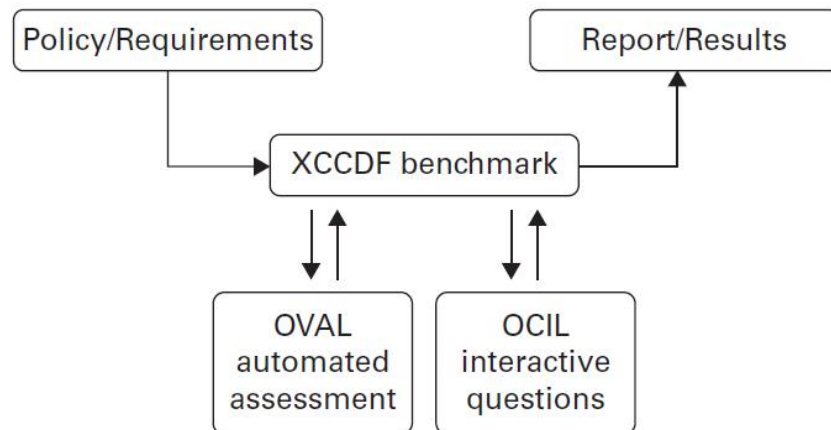 Policy/Requirements
Report/Results
XCCDF benchmark
OVAL
automated
assessment
OCIL
interactive
questions